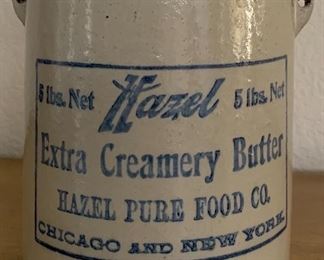 5 lbs. Net Hazel 5 lbs. Net
Extra Creamery Butter
HAZEL PURE FOOD CO.
CHICAGO AND NEW YORK.